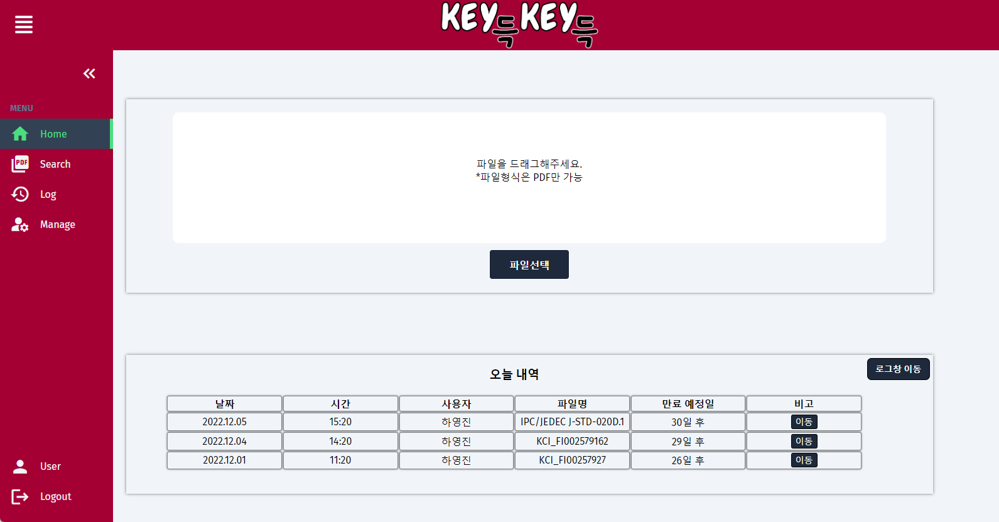 KEY득KEY득
MENU
Home
Search
Log
Manage
User
Logout
파일을 드래그해주세요.
*파일형식은 PDF만 가능
파일선택
오늘 내역
로그창 이동
날짜 시간 사용자 파일명 만료 예정일 비고
2022.12.05 15:20 하영진 IPC/JEDEC J-STD-020D.1 30일 후 이동
2022.12.04 14:20 하영진 KCI_FI002579162 29일 후 이동
2022.12.01 11:20 하영진 KCI_FI00257927 26일 후 이동